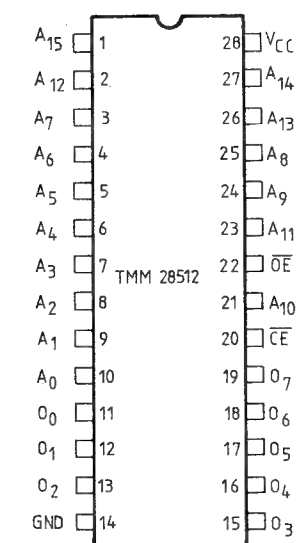 A15 1 28 VCC
A12 2 27 A14
A7 3 26 A13
A6 4 25 A8
A5 5 24 A9
A4 6 23 A11
A3 7 22 OE
TMM 28512
A2 8 21 A10
A1 9 20 CE
A0 10 19 O7
O0 11 18 O6
O1 12 17 O5
O2 13 16 O4
GND 14 15 O3